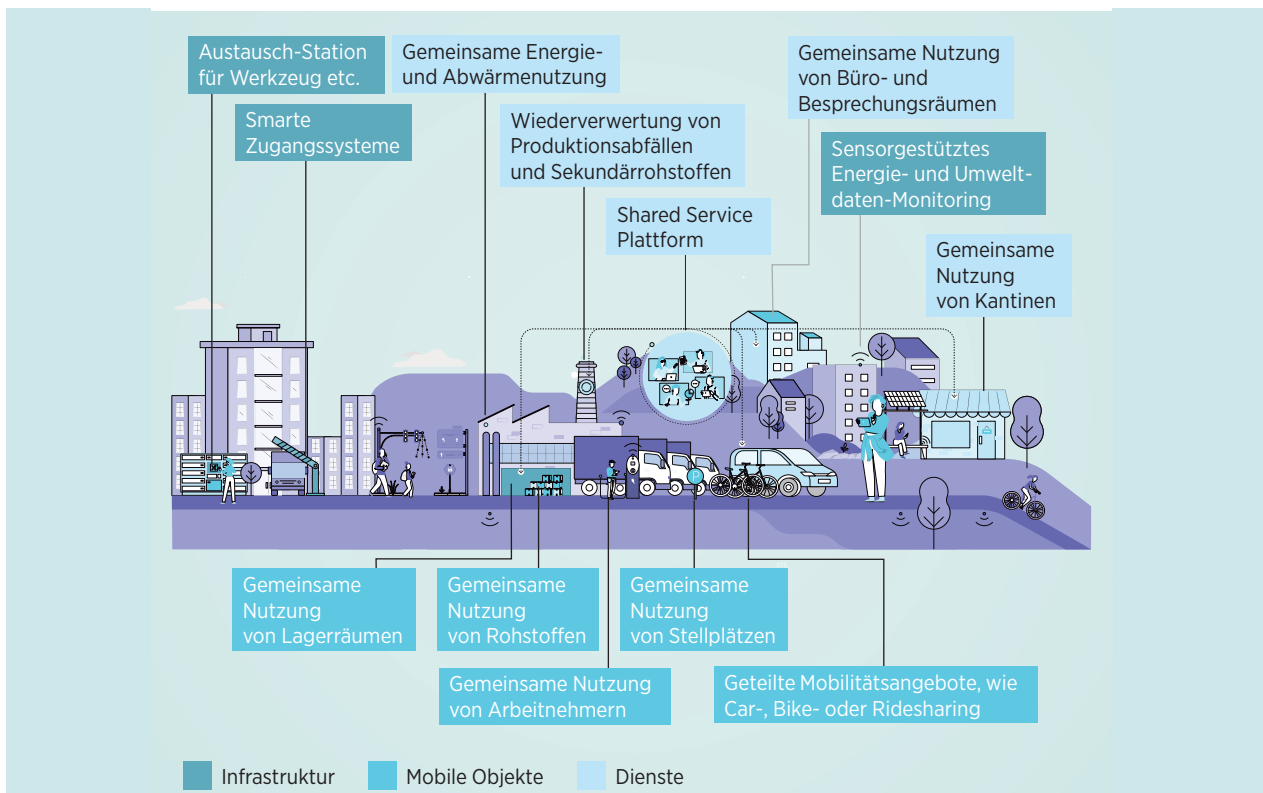 Austausch-Station
für Werkzeug etc.
Gemeinsame Energie-
und Abwärmenutzung
Gemeinsame Nutzung
von Büro- und
Besprechungsräumen
Smarte
Zugangssysteme
Wiederverwertung von
Produktionsabfällen
und Sekundärrohstoffen
Sensorgestütztes
Energie- und Umwelt-
daten-Monitoring
Shared Service
Plattform
Gemeinsame
Nutzung
von Kantinen
P
Gemeinsame
Nutzung
von Lagerräumen
Gemeinsame
Nutzung
von Rohstoffen
Gemeinsame
Nutzung
von Stellplätzen
Gemeinsame Nutzung
von Arbeitnehmern
Geteilte Mobilitätsangebote, wie
Car-, Bike- oder Ridesharing
Infrastruktur
Mobile Objekte
Dienste